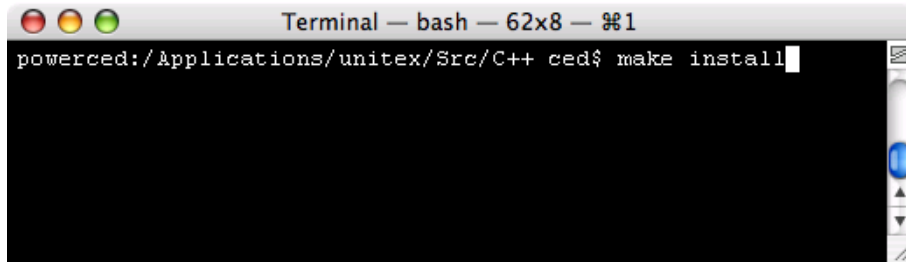 Terminal — bash — 62x8 — ⌘1
powerced:/Applications/unitex/Src/C++ ced$ make install